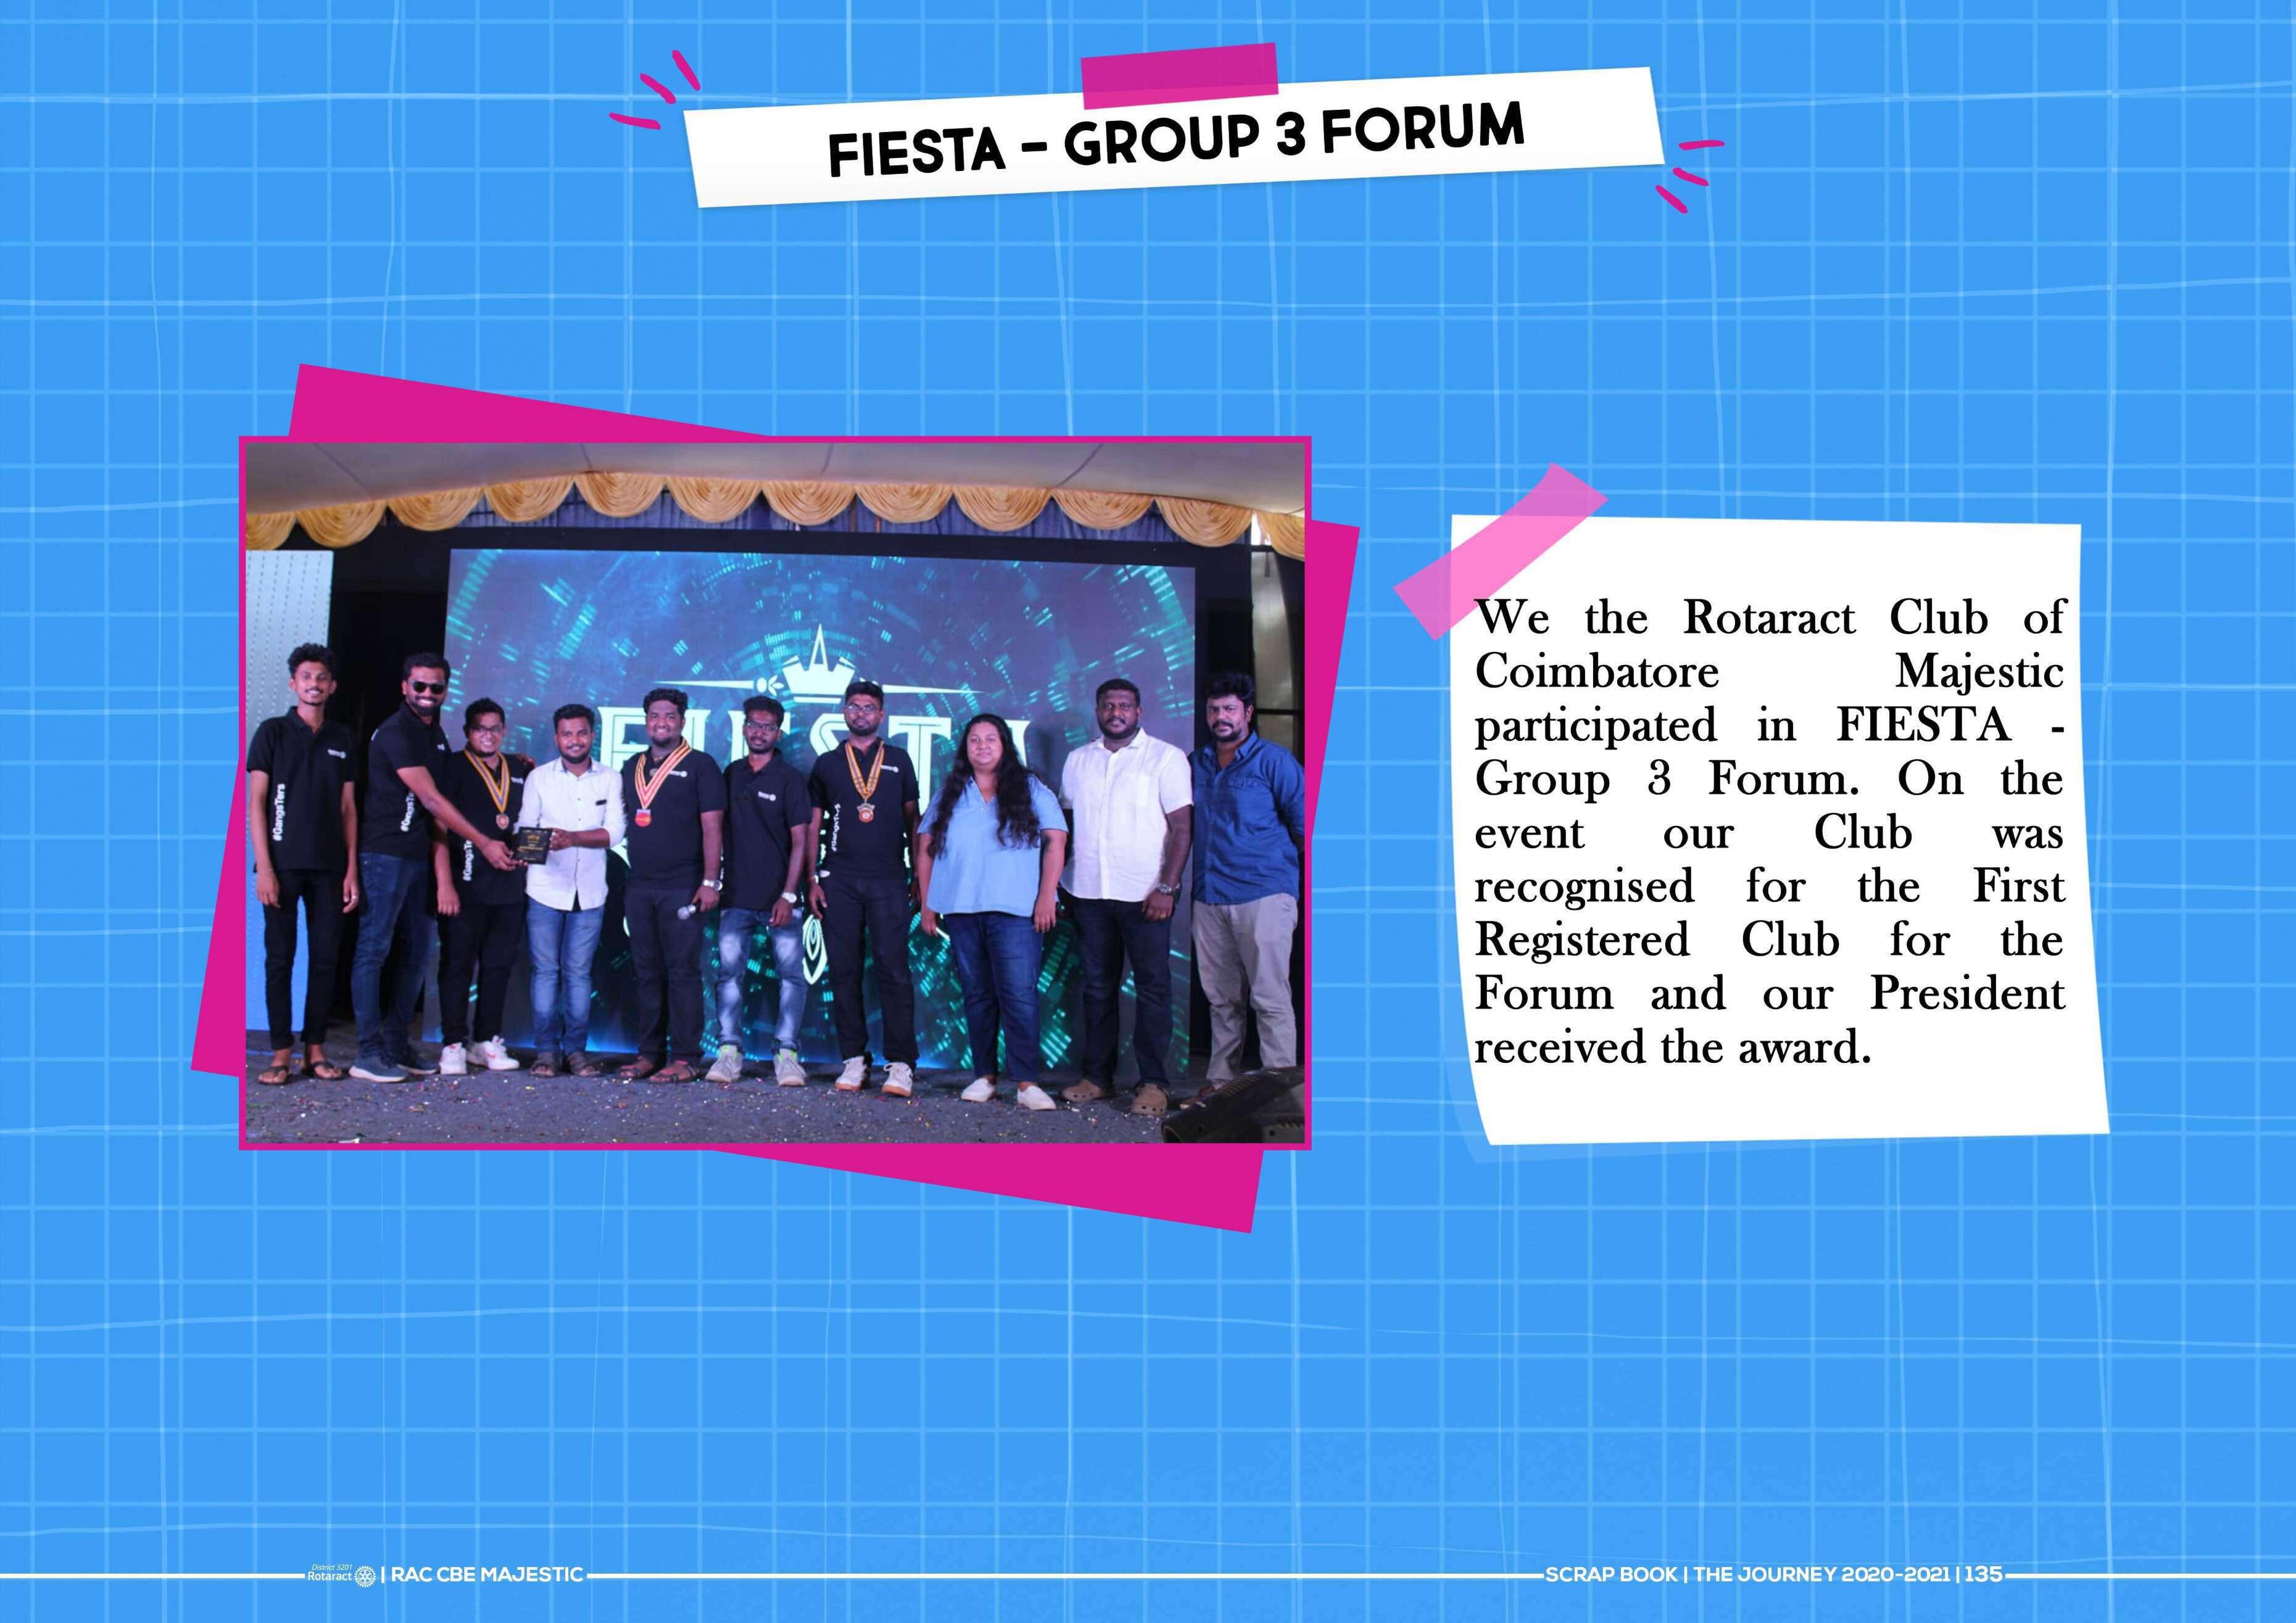 FIESTA - GROUP 3 FORUM
FIESTA
#GangsTers
We the Rotaract Club of
Coimbatore Majestic
participated in FIESTA -
Group 3 Forum. On the
event our Club was
recognised for the First
Registered Club for the
Forum and our President
received the award.
District 3201
Rotaract | RAC CBE MAJESTIC
SCRAP BOOK | THE JOURNEY 2020-2021 | 135